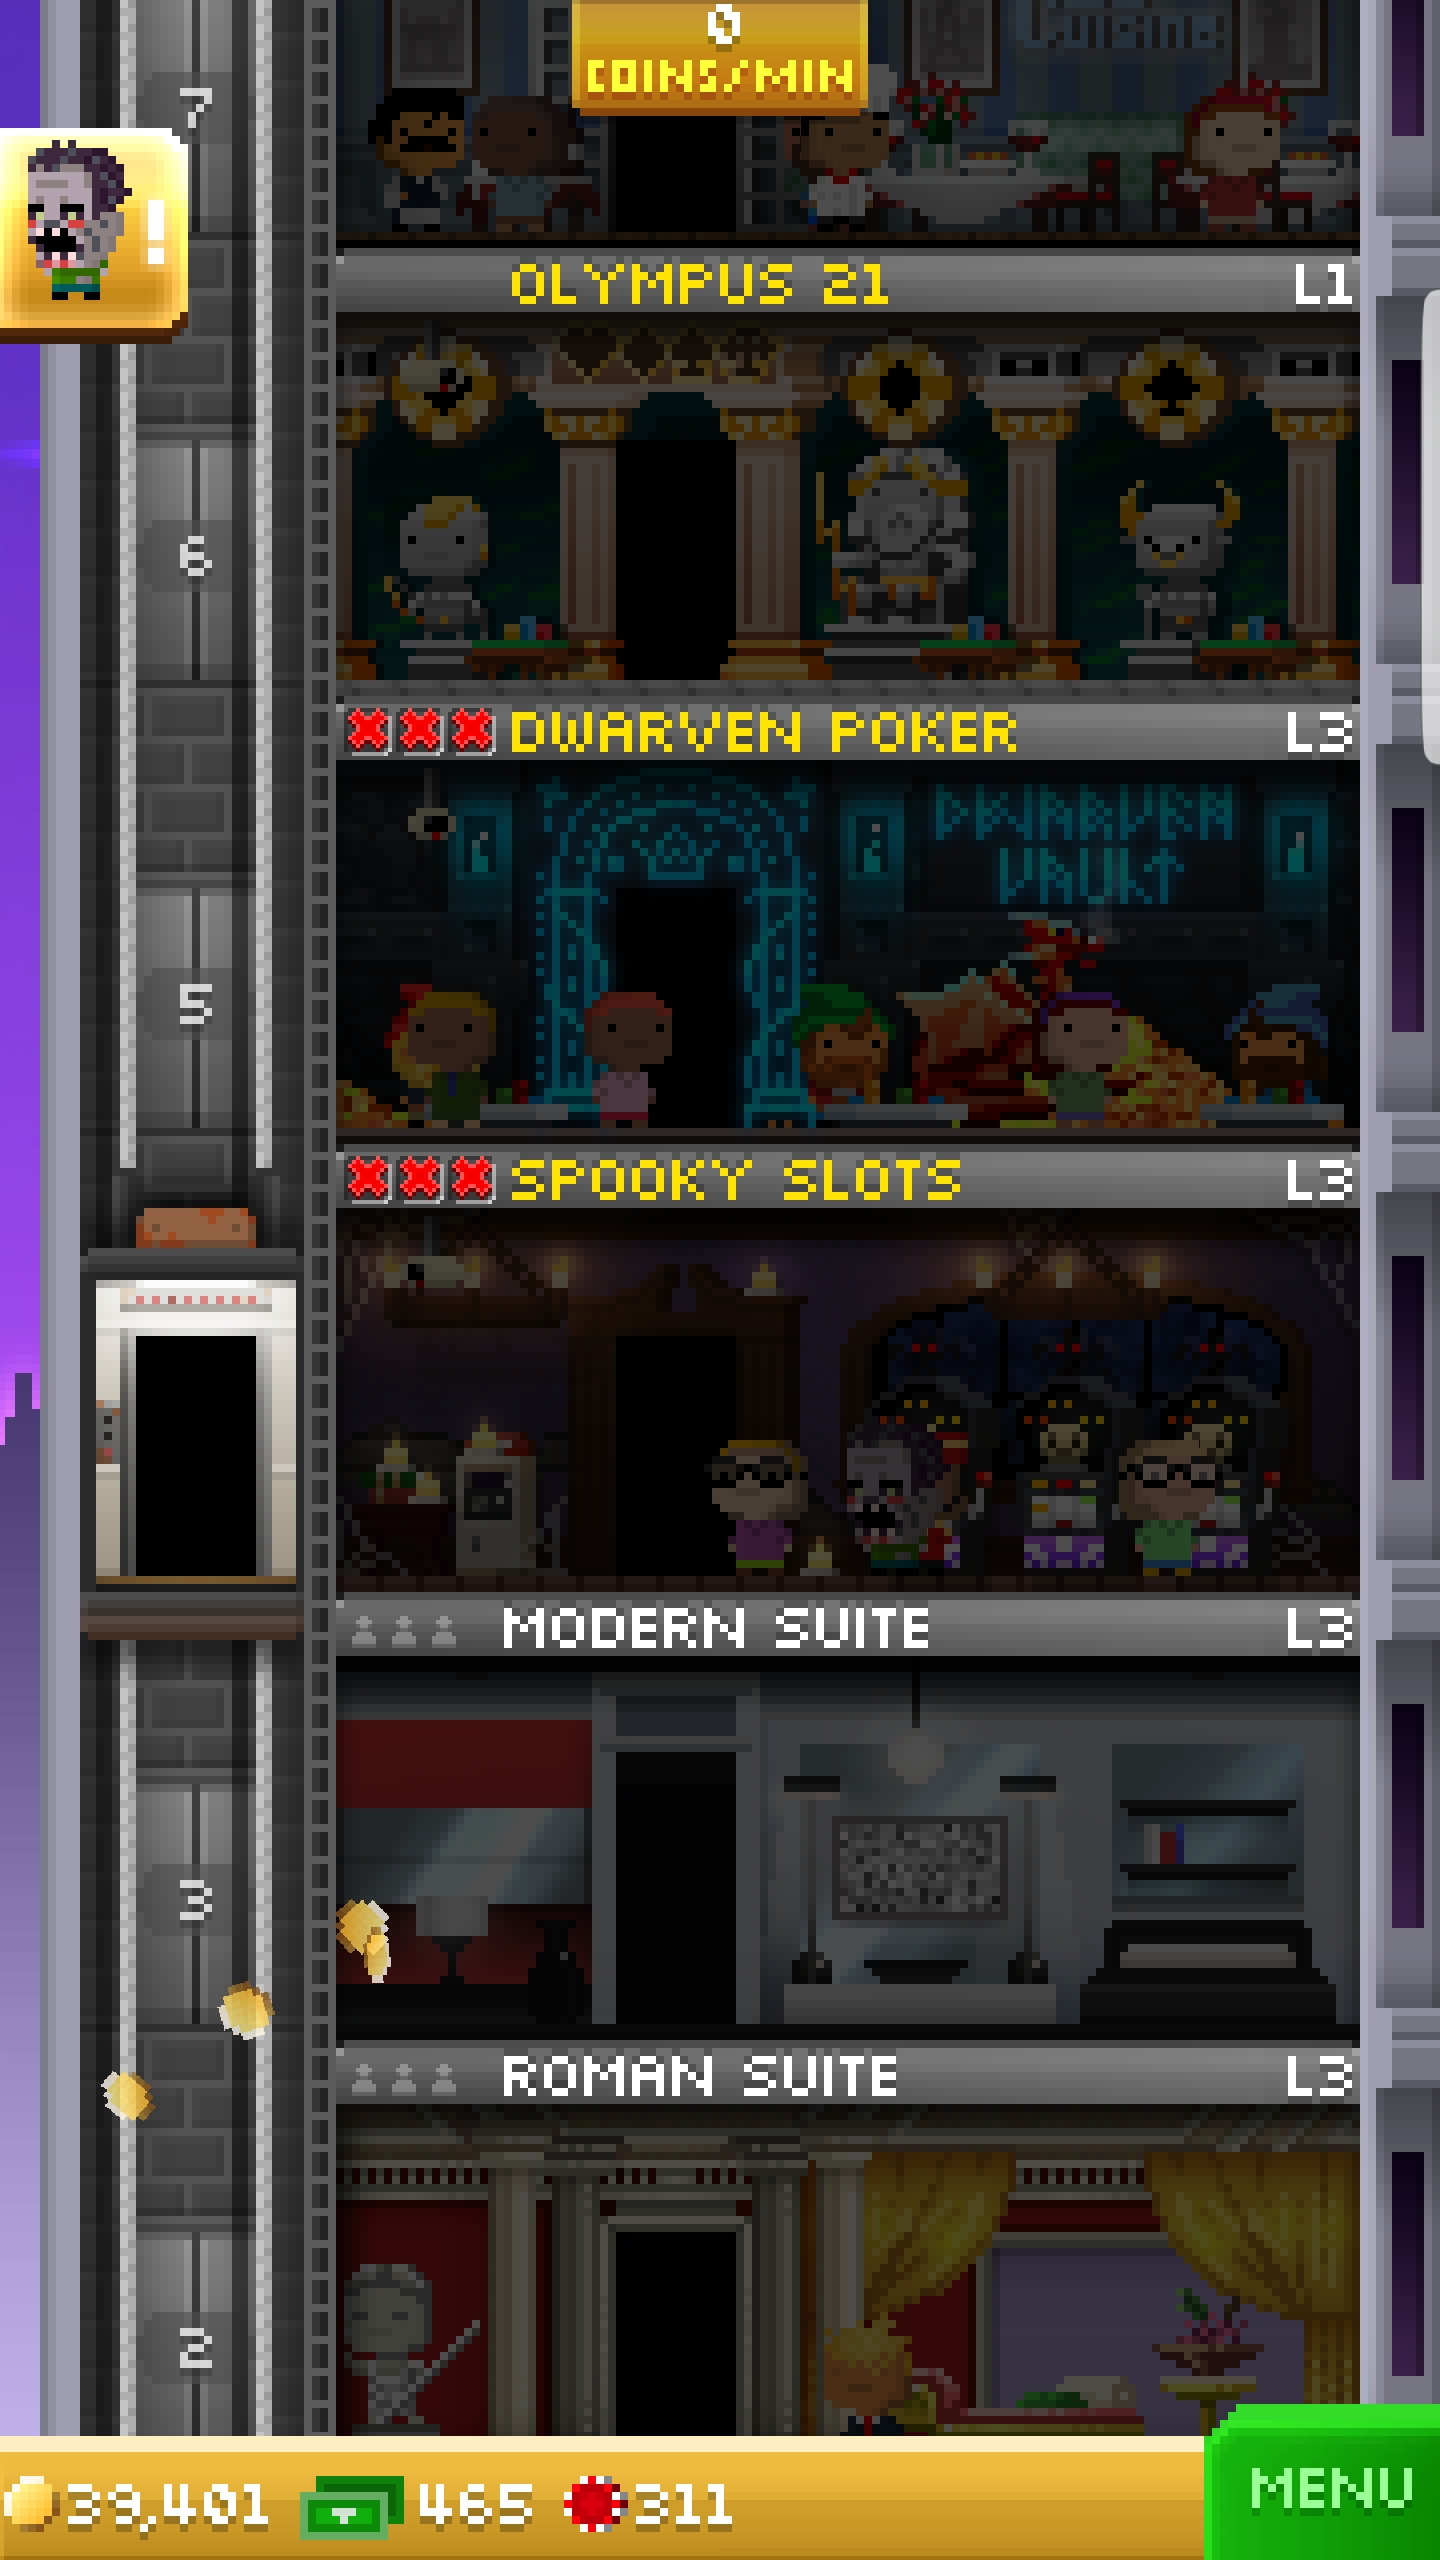 0
COINS/MIN
Cuisine
7
!
OLYMPUS 21 L1
6
DWARVEN POKER L3
DWARVEN
VAULT
5
SPOOKY SLOTS L3
MODERN SUITE L3
3
ROMAN SUITE L3
2
39,401 465 311
MENU